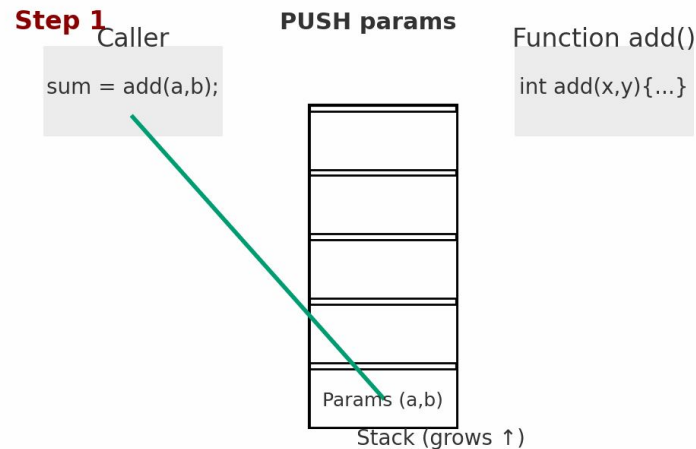 Step 1
PUSH params
Caller
Function add()
sum = add(a,b);
int add(x,y){...}
Params (a,b)
Stack (grows ↑)